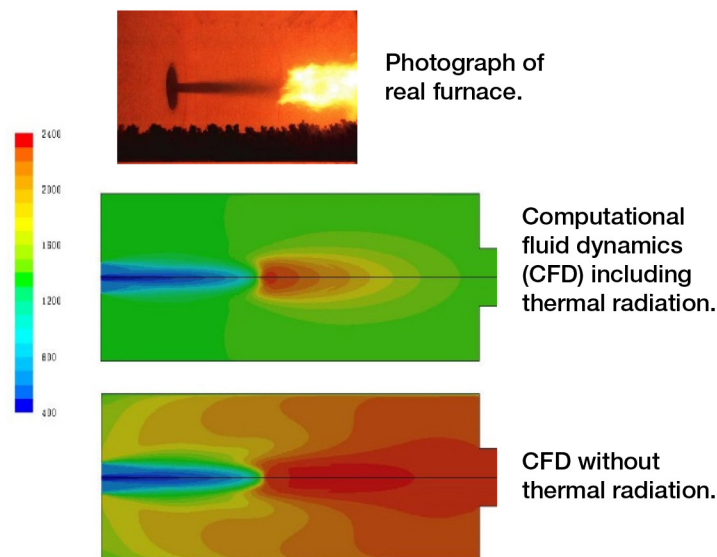 Photograph of
real furnace.
2400
2000
1600
1200
800
400
Computational
fluid dynamics
(CFD) including
thermal radiation.
CFD without
thermal radiation.